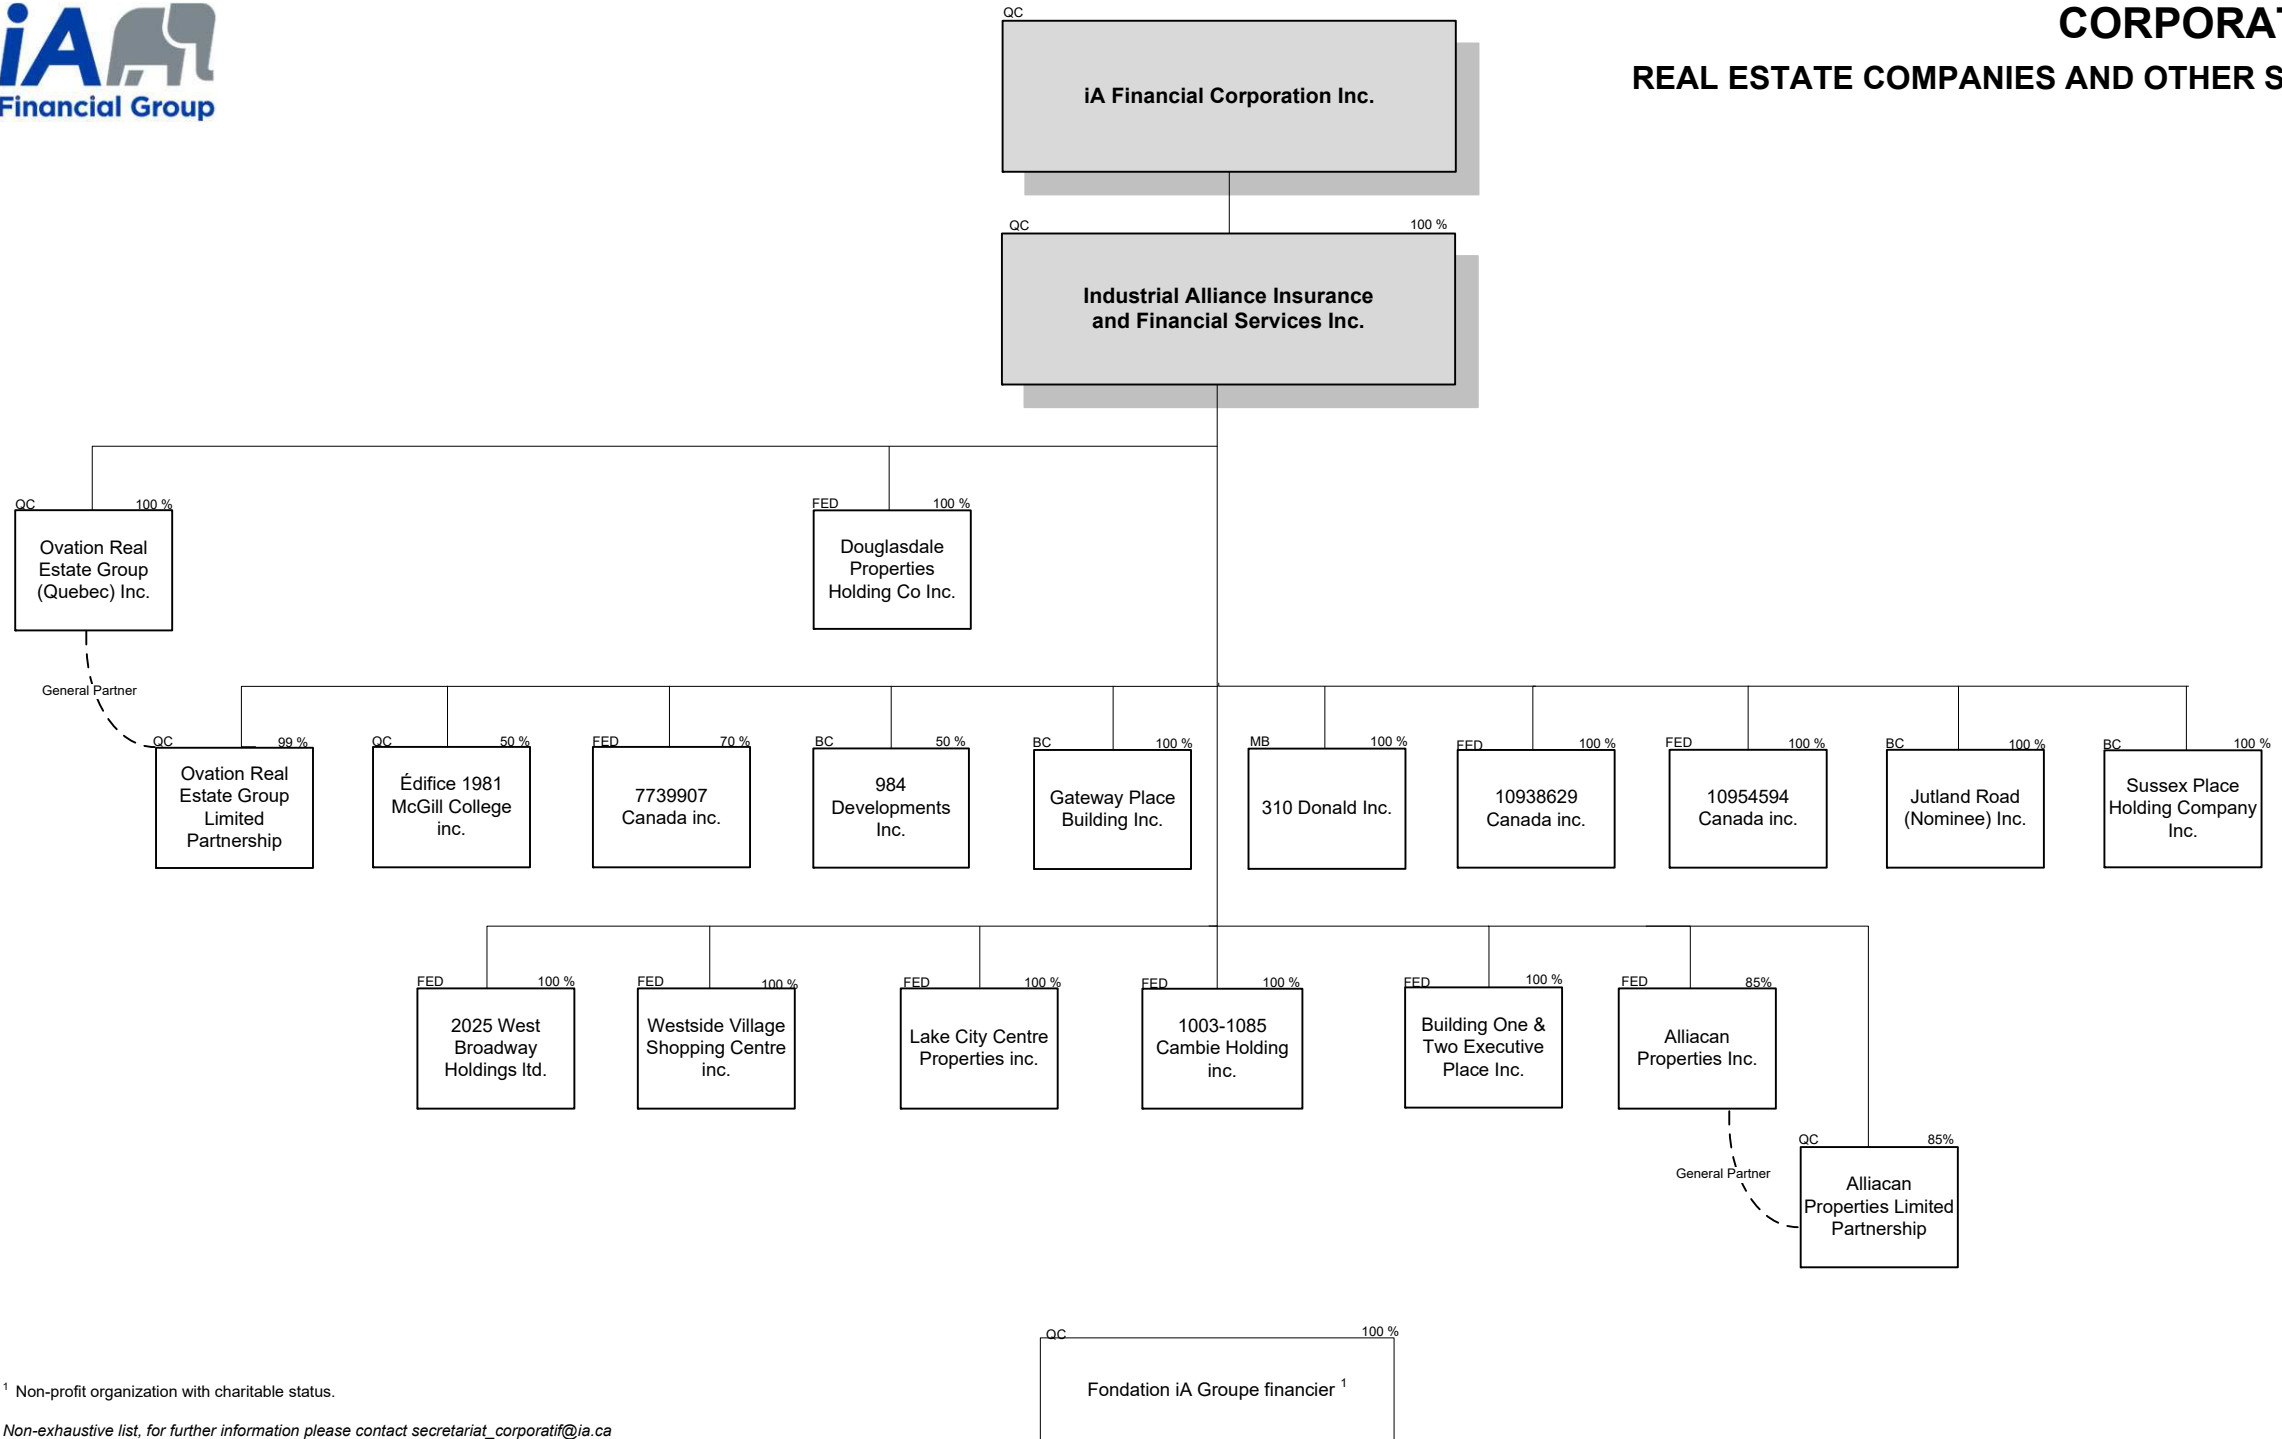 iA
Financial Group
CORPORAT
REAL ESTATE COMPANIES AND OTHER S
QC
iA Financial Corporation Inc.
QC 100 %
Industrial Alliance Insurance
and Financial Services Inc.
QC 100 %
Ovation Real
Estate Group
(Quebec) Inc.
FED 100 %
Douglasdale
Properties
Holding Co Inc.
General Partner
QC 99 %
Ovation Real
Estate Group
Limited
Partnership
QC 50 %
Édifice 1981
McGill College
inc.
FED 70 %
7739907
Canada inc.
BC 50 %
984
Developments
Inc.
BC 100 %
Gateway Place
Building Inc.
MB 100 %
310 Donald Inc.
FED 100 %
10938629
Canada inc.
FED 100 %
10954594
Canada inc.
BC 100 %
Jutland Road
(Nominee) Inc.
BC 100 %
Sussex Place
Holding Company
Inc.
FED 100 %
2025 West
Broadway
Holdings ltd.
FED 100 %
Westside Village
Shopping Centre
inc.
FED 100 %
Lake City Centre
Properties inc.
FED 100 %
1003-1085
Cambie Holding
inc.
FED 100 %
Building One &
Two Executive
Place Inc.
FED 85%
Alliacan
Properties Inc.
General Partner
QC 85%
Alliacan
Properties Limited
Partnership
QC 100 %
Fondation iA Groupe financier 1
1 Non-profit organization with charitable status.
Non-exhaustive list, for further information please contact secretariat_corporatif@ia.ca